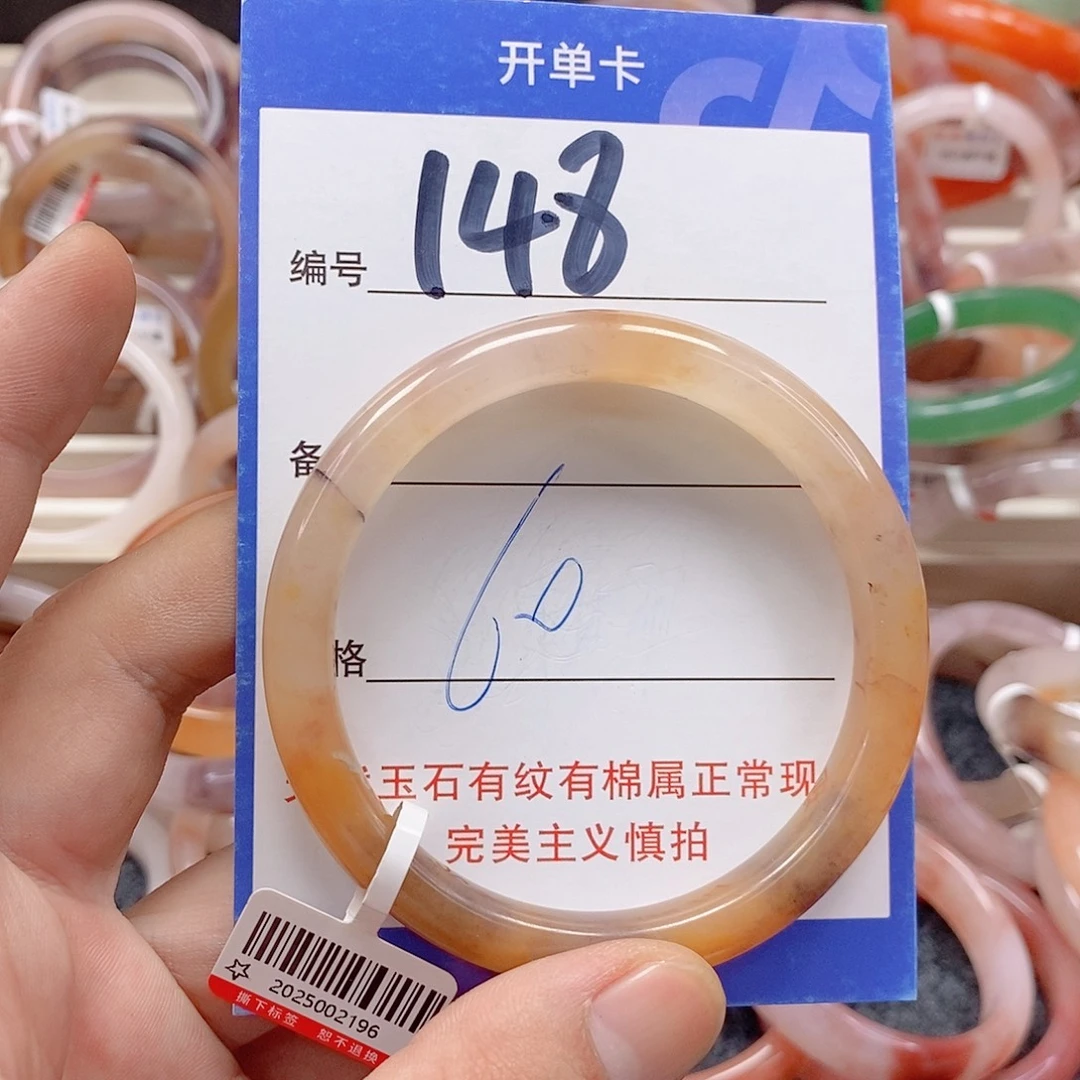 开单卡
编号 148
备
60
格
玉石有纹有棉属正常现
完美主义慎拍
2025002196
撕下标签 恕不退换